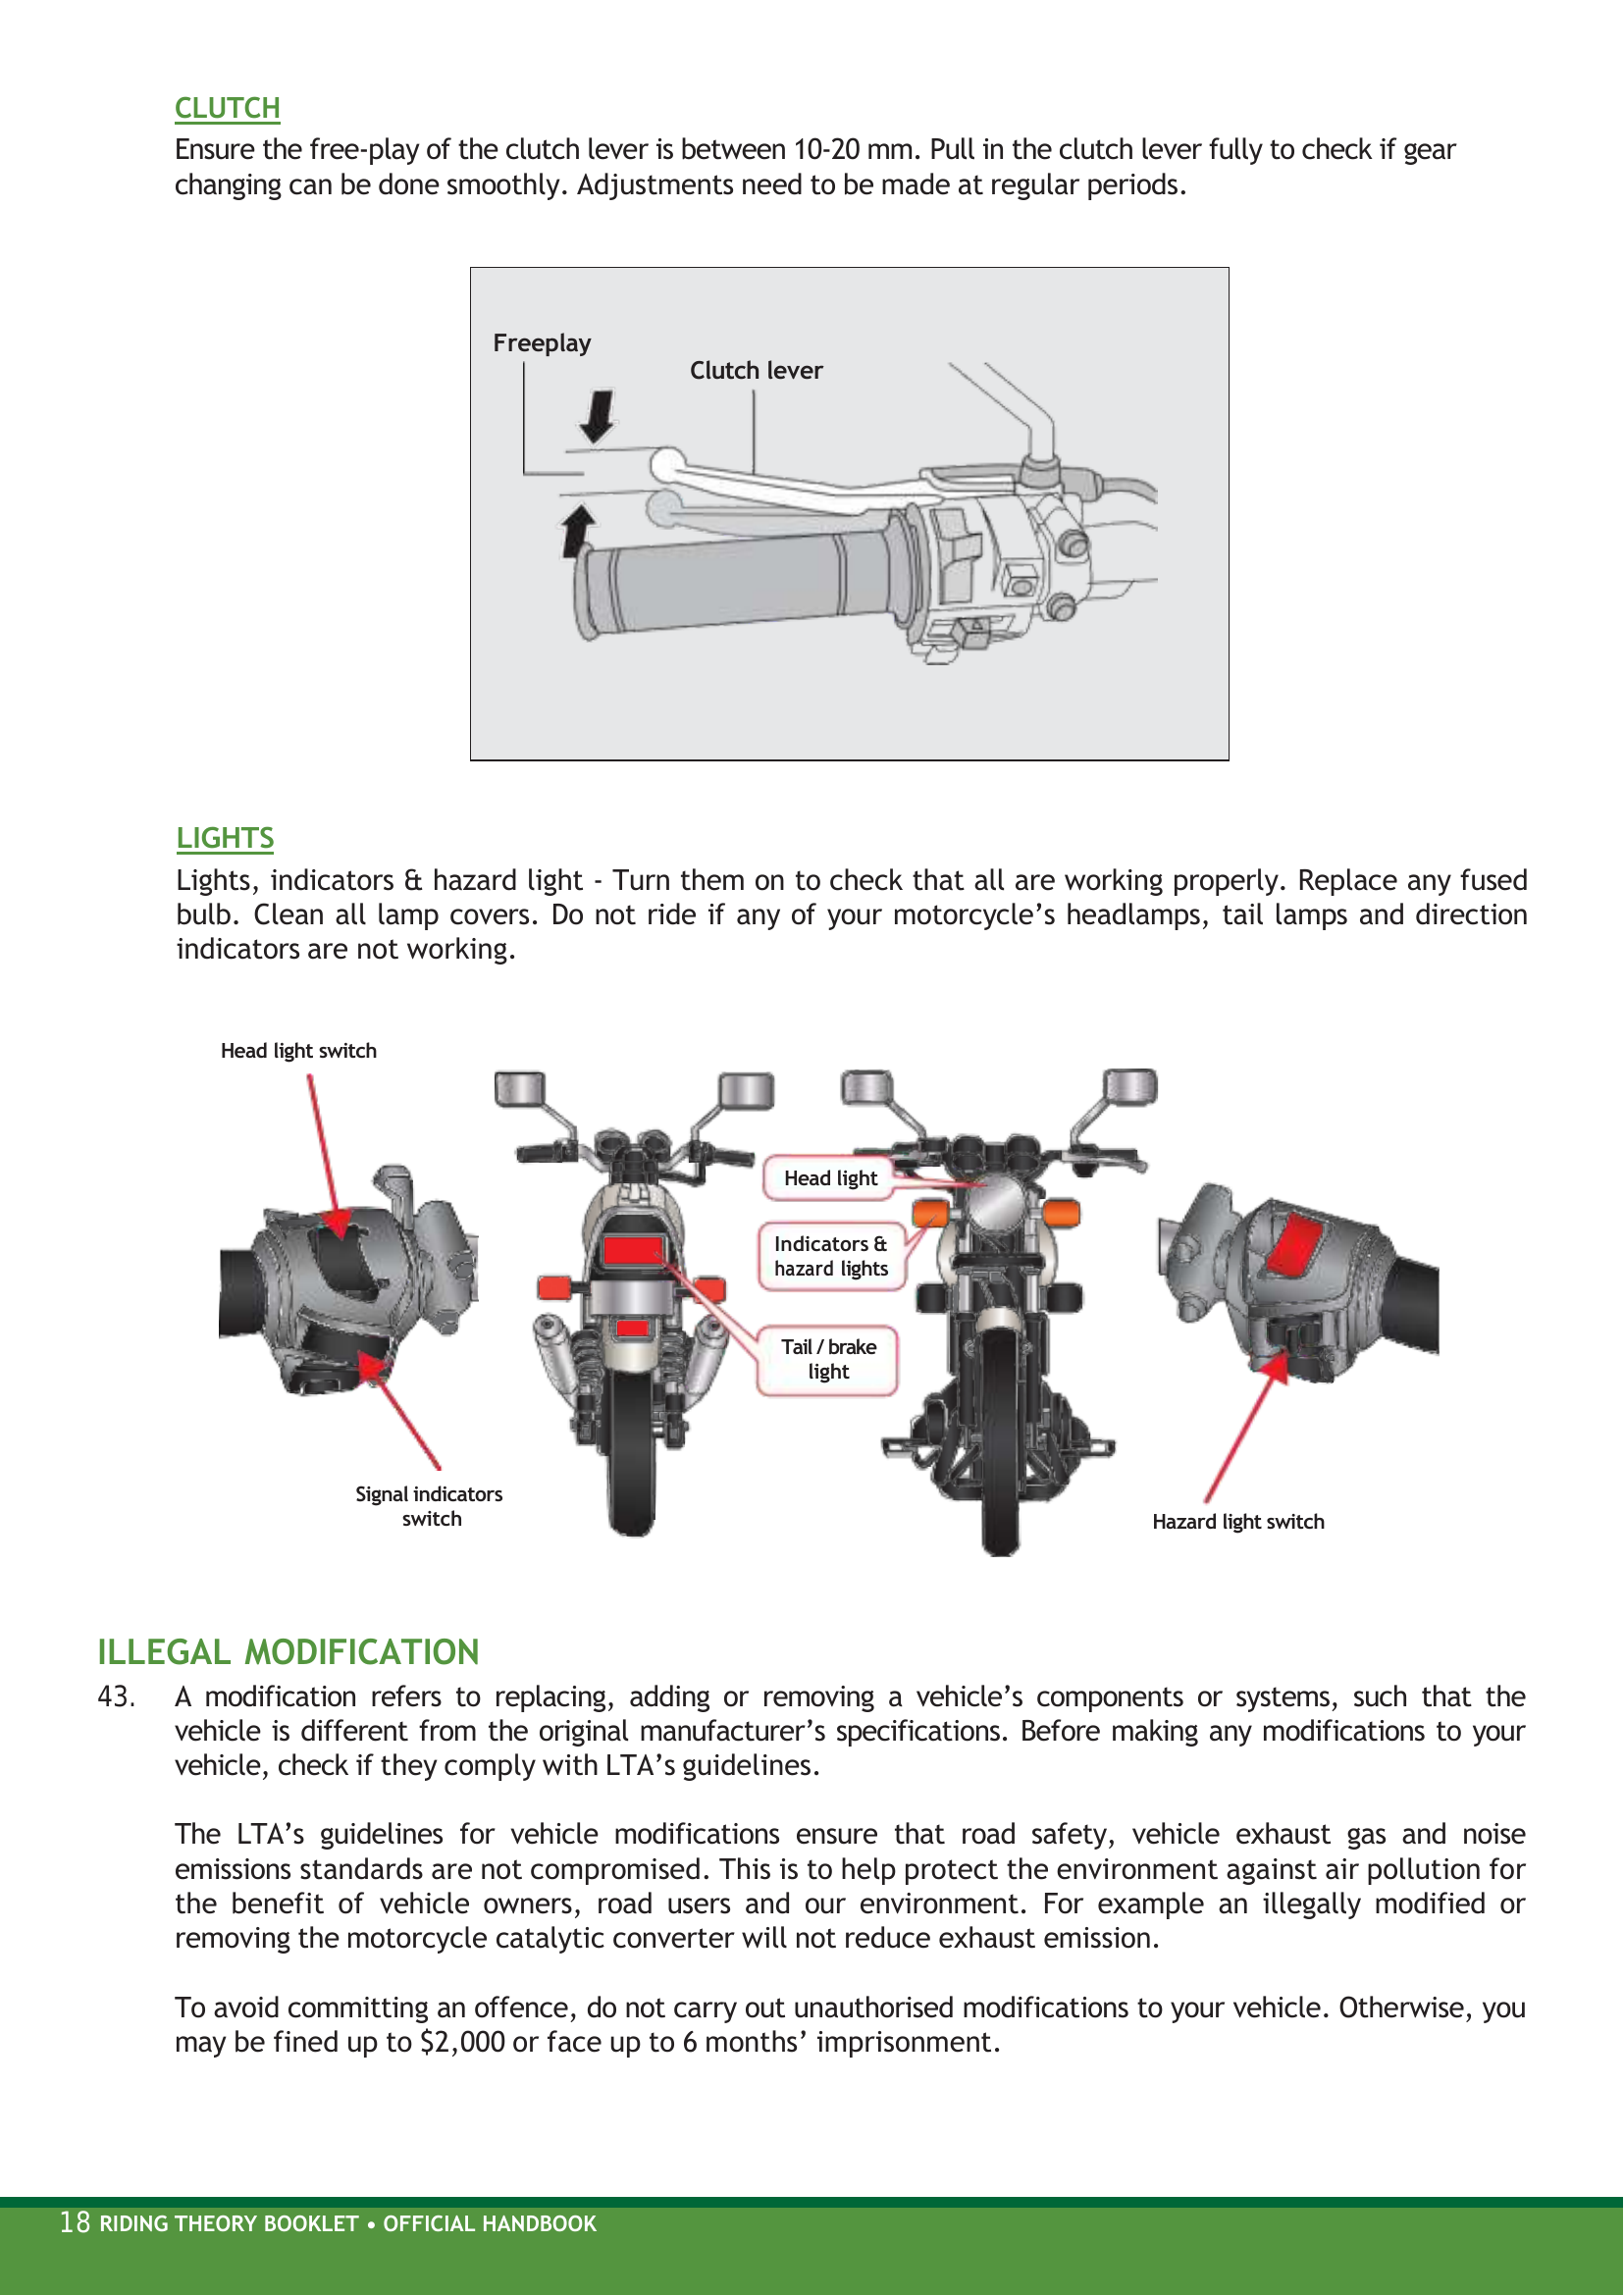 CLUTCH
Ensure the free-play of the clutch lever is between 10-20 mm. Pull in the clutch lever fully to check if gear
changing can be done smoothly. Adjustments need to be made at regular periods.
Freeplay
Clutch lever
LIGHTS
Lights, indicators & hazard light - Turn them on to check that all are working properly. Replace any fused
bulb. Clean all lamp covers. Do not ride if any of your motorcycle’s headlamps, tail lamps and direction
indicators are not working.
Head light switch
Head light
Indicators &
hazard lights
Tail / brake
light
Signal indicators
switch
Hazard light switch
ILLEGAL MODIFICATION
43. A modification refers to replacing, adding or removing a vehicle’s components or systems, such that the
vehicle is different from the original manufacturer’s specifications. Before making any modifications to your
vehicle, check if they comply with LTA’s guidelines.
The LTA’s guidelines for vehicle modifications ensure that road safety, vehicle exhaust gas and noise
emissions standards are not compromised. This is to help protect the environment against air pollution for
the benefit of vehicle owners, road users and our environment. For example an illegally modified or
removing the motorcycle catalytic converter will not reduce exhaust emission.
To avoid committing an offence, do not carry out unauthorised modifications to your vehicle. Otherwise, you
may be fined up to $2,000 or face up to 6 months’ imprisonment.
18 RIDING THEORY BOOKLET • OFFICIAL HANDBOOK